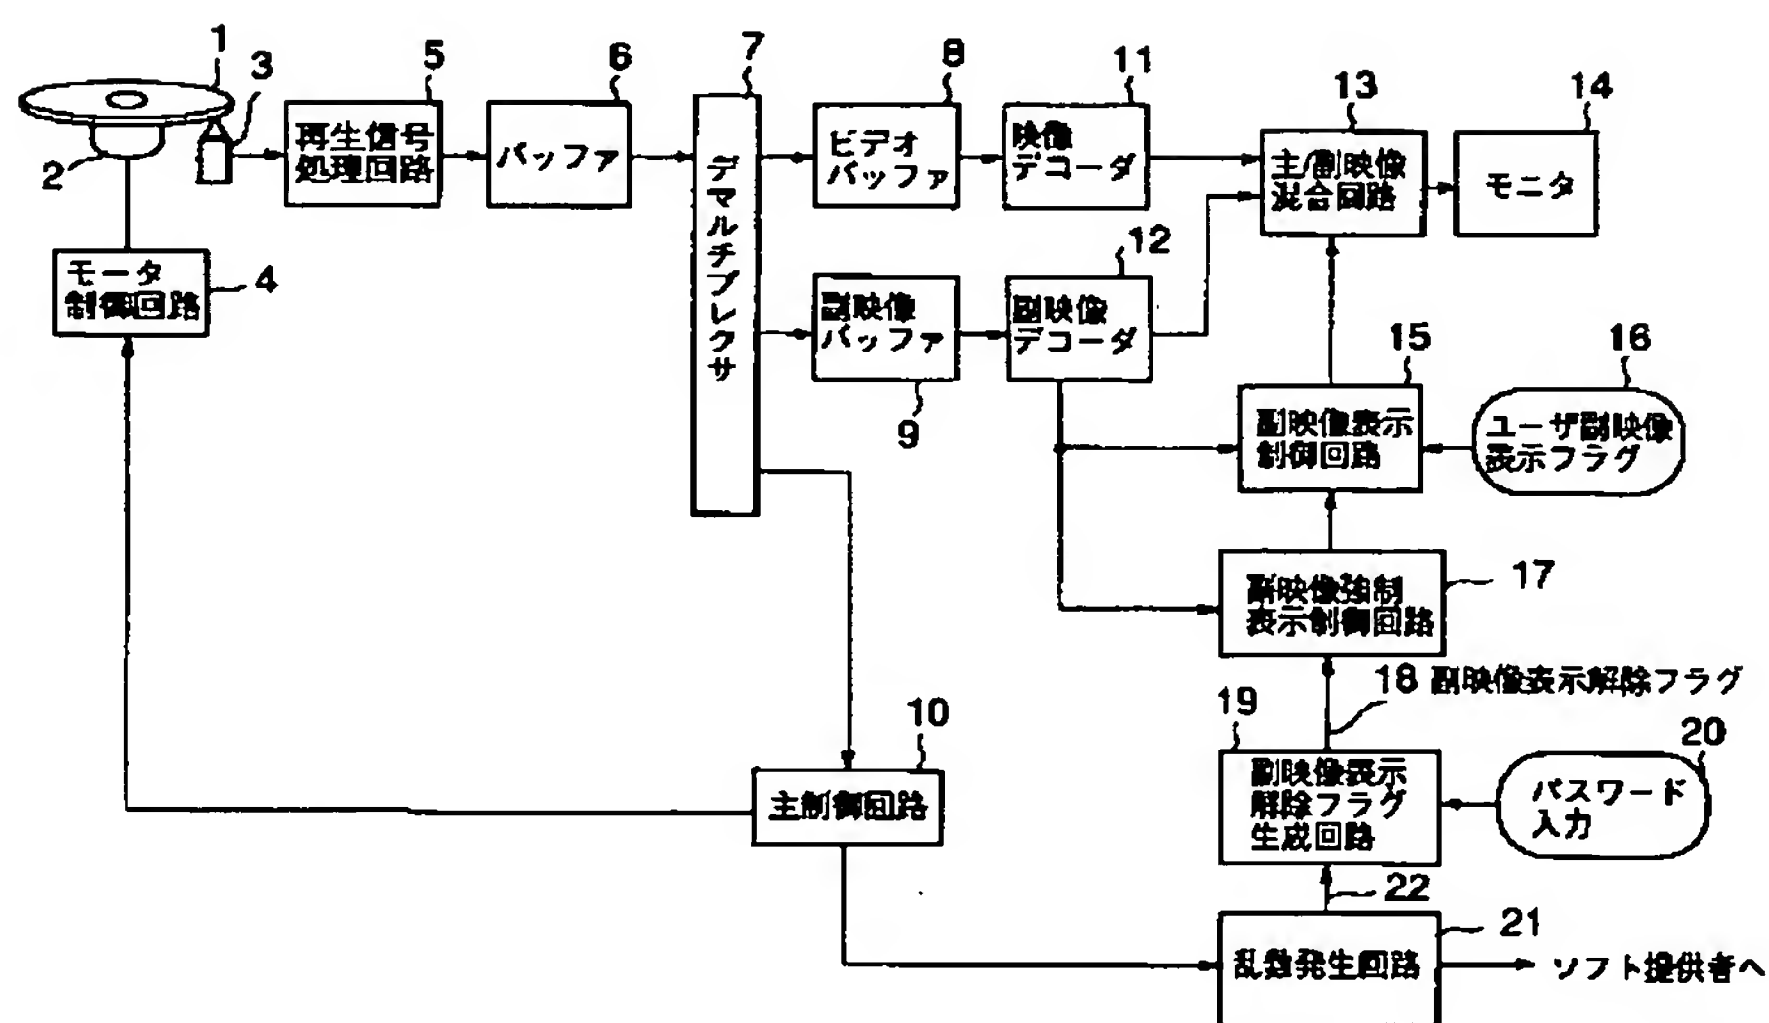 1
2
3
4
5
6
7
8
9
10
11
12
13
14
15
16
17
18 副映像表示解除フラグ
19
20
21
22
再生信号
処理回路
バッファ
デマルチプレクサ
ビデオ
バッファ
映像
デコーダ
主/副映像
混合回路
モニタ
モータ
制御回路
副映像
バッファ
副映像
デコーダ
副映像表示
制御回路
ユーザ副映像
表示フラグ
副映像強制
表示制御回路
主制御回路
副映像表示
解除フラグ
生成回路
パスワード
入力
乱数発生回路
ソフト提供者へ